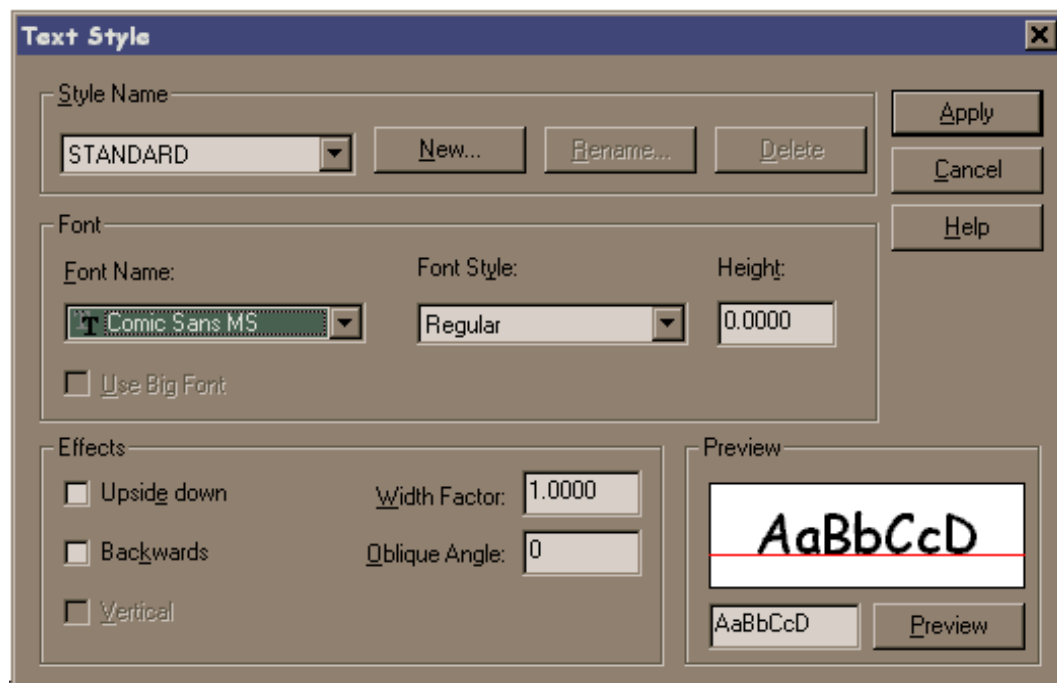 Text Style
Style Name
STANDARD New... Rename... Delete
Apply
Cancel
Help
Font
Font Name: Font Style: Height:
Comic Sans MS Regular 0.0000
Use Big Font
Effects
Upside down Width Factor: 1.0000
Backwards Oblique Angle: 0
Vertical
Preview
AaBbCcD
AaBbCcD Preview